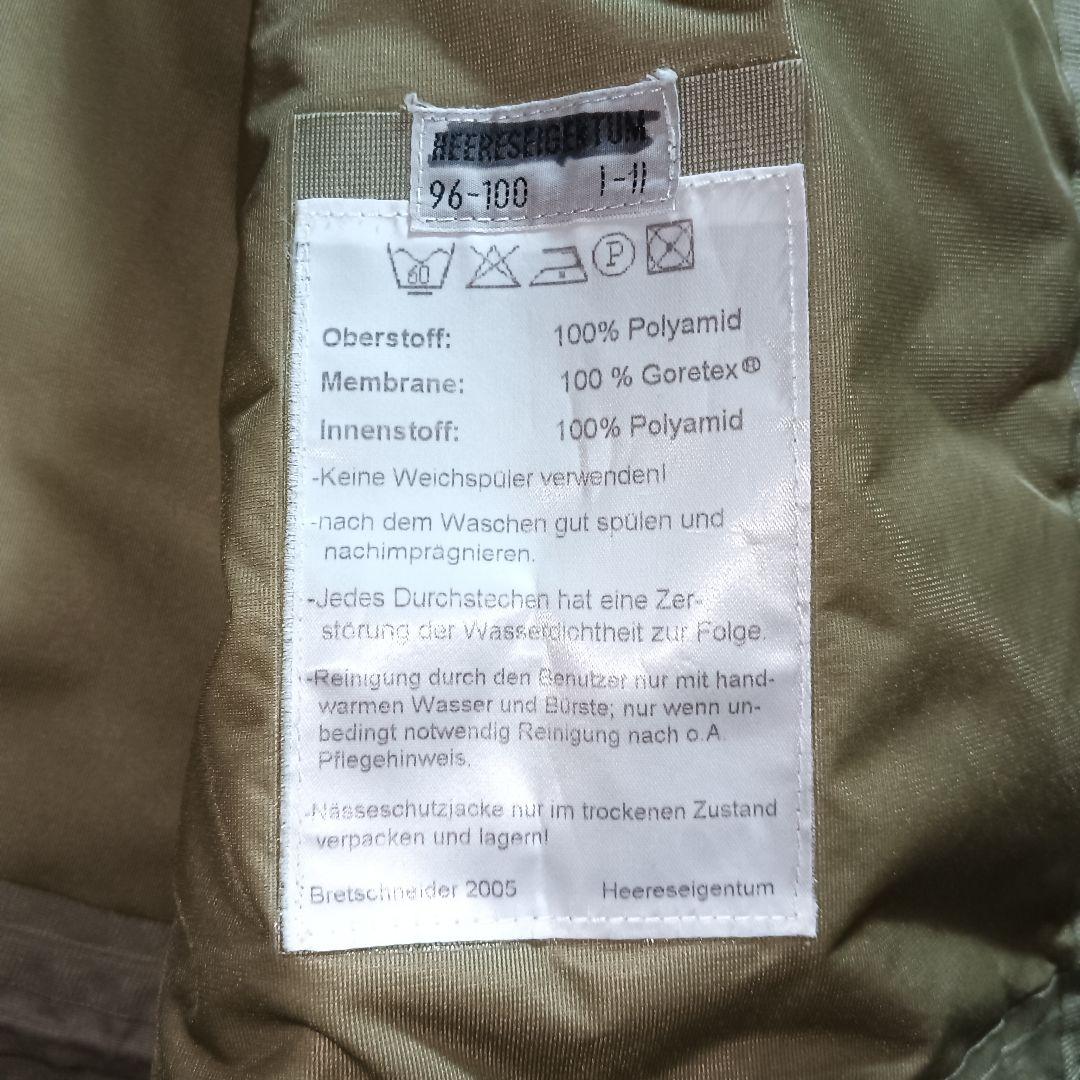 HEERESEIGENTUM
96-100 I-II
60 P
Oberstoff: 100% Polyamid
Membrane: 100 % Goretex®
Innenstoff: 100% Polyamid
-Keine Weichspüler verwenden!
-nach dem Waschen gut spülen und
nachimprägnieren.
-Jedes Durchstechen hat eine Zer-
störung der Wasserdichtheit zur Folge.
-Reinigung durch den Benutzer nur mit hand-
warmen Wasser und Bürste; nur wenn un-
bedingt notwendig Reinigung nach o.A.
Pflegehinweis.
-Nässeschutzjacke nur im trockenen Zustand
verpacken und lagern!
Bretschneider 2005 Heereseigentum